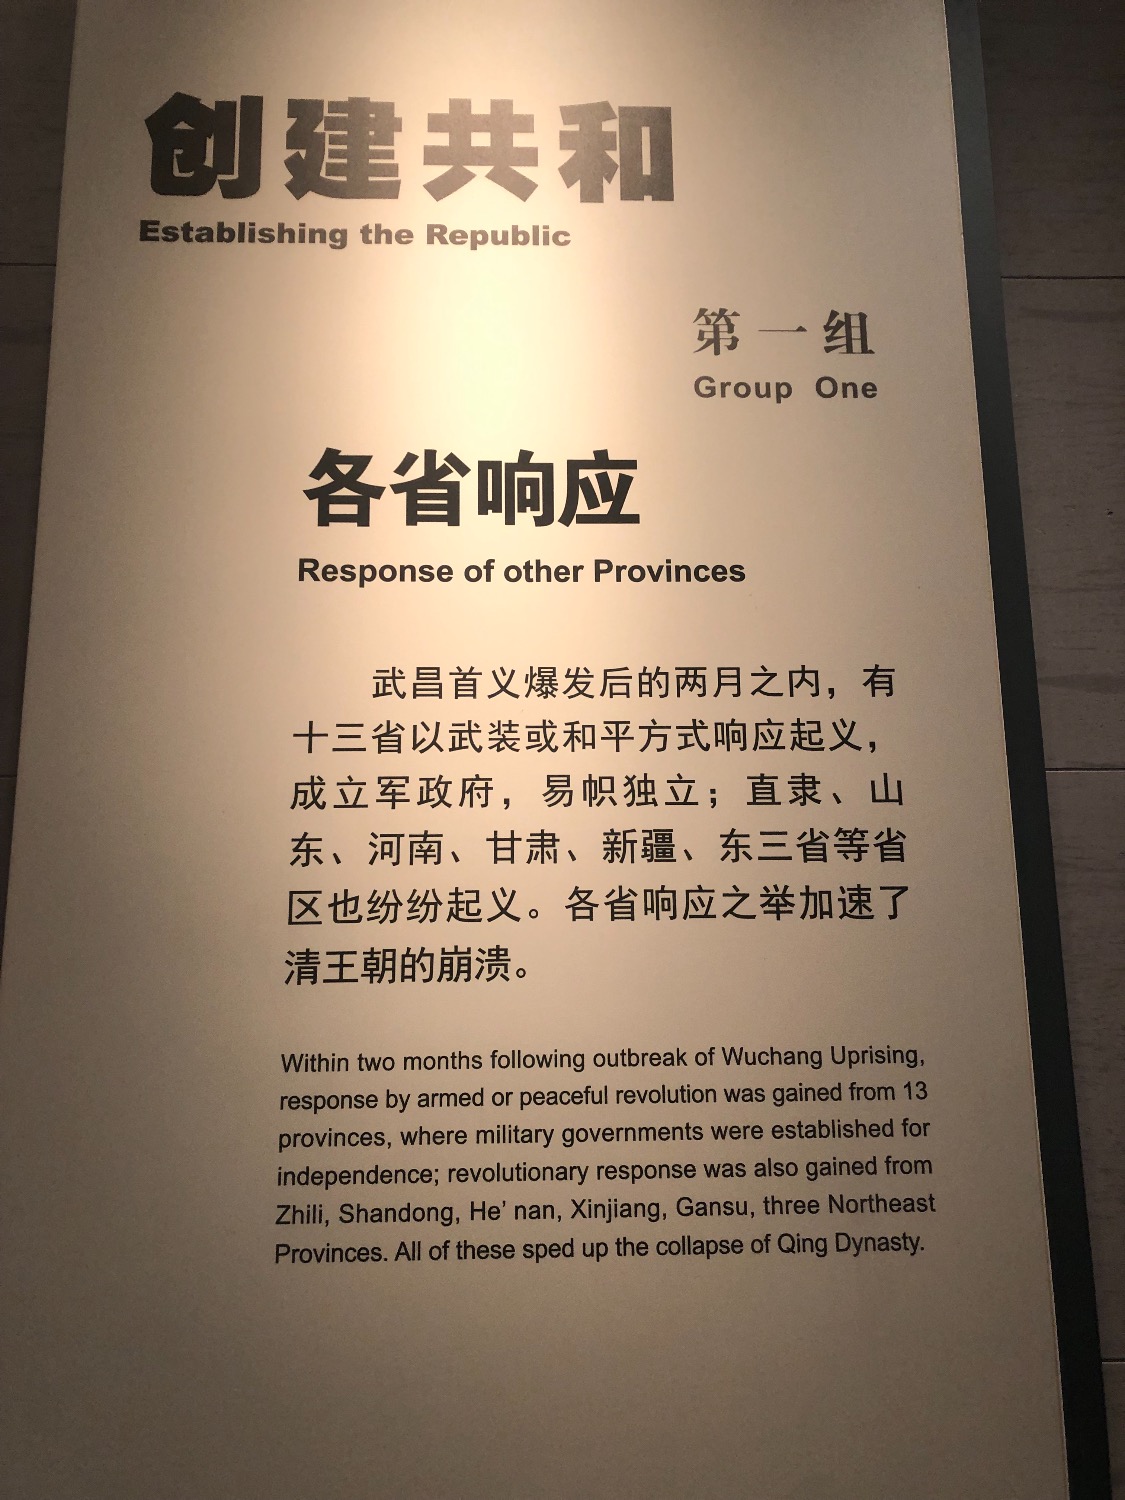 创建共和
Establishing the Republic
第一组
Group One
各省响应
Response of other Provinces
武昌首义爆发后的两月之内，有
十三省以武装或和平方式响应起义，
成立军政府，易帜独立；直隶、山
东、河南、甘肃、新疆、东三省等省
区也纷纷起义。各省响应之举加速了
清王朝的崩溃。
Within two months following outbreak of Wuchang Uprising,
response by armed or peaceful revolution was gained from 13
provinces, where military governments were established for
independence; revolutionary response was also gained from
Zhili, Shandong, He’ nan, Xinjiang, Gansu, three Northeast
Provinces. All of these sped up the collapse of Qing Dynasty.